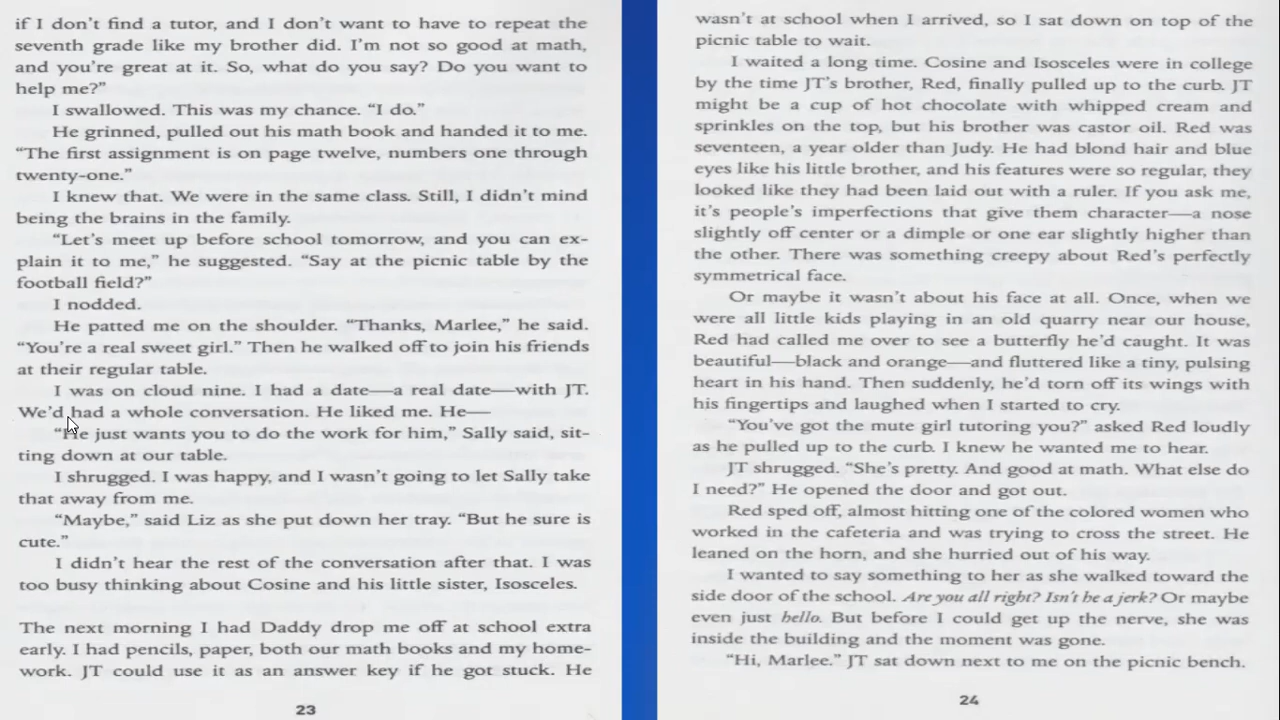 if I don't find a tutor, and I don't want to have to repeat the
seventh grade like my brother did. I'm not so good at math,
and you're great at it. So, what do you say? Do you want to
help me?”
I swallowed. This was my chance. “I do.”
He grinned, pulled out his math book and handed it to me.
“The first assignment is on page twelve, numbers one through
twenty-one.”
I knew that. We were in the same class. Still, I didn't mind
being the brains in the family.
“Let's meet up before school tomorrow, and you can ex-
plain it to me,” he suggested. “Say at the picnic table by the
football field?”
I nodded.
He patted me on the shoulder. “Thanks, Marlee,” he said.
“You're a real sweet girl.” Then he walked off to join his friends
at their regular table.
I was on cloud nine. I had a date—a real date—with JT.
We'd had a whole conversation. He liked me. He—
“He just wants you to do the work for him,” Sally said, sit-
ting down at our table.
I shrugged. I was happy, and I wasn't going to let Sally take
that away from me.
“Maybe,” said Liz as she put down her tray. “But he sure is
cute.”
I didn't hear the rest of the conversation after that. I was
too busy thinking about Cosine and his little sister, Isosceles.
The next morning I had Daddy drop me off at school extra
early. I had pencils, paper, both our math books and my home-
work. JT could use it as an answer key if he got stuck. He
23
wasn't at school when I arrived, so I sat down on top of the
picnic table to wait.
I waited a long time. Cosine and Isosceles were in college
by the time JT's brother, Red, finally pulled up to the curb. JT
might be a cup of hot chocolate with whipped cream and
sprinkles on the top, but his brother was castor oil. Red was
seventeen, a year older than Judy. He had blond hair and blue
eyes like his little brother, and his features were so regular, they
looked like they had been laid out with a ruler. If you ask me,
it's people's imperfections that give them character—a nose
slightly off center or a dimple or one ear slightly higher than
the other. There was something creepy about Red's perfectly
symmetrical face.
Or maybe it wasn't about his face at all. Once, when we
were all little kids playing in an old quarry near our house,
Red had called me over to see a butterfly he'd caught. It was
beautiful—black and orange—and fluttered like a tiny, pulsing
heart in his hand. Then suddenly, he'd torn off its wings with
his fingertips and laughed when I started to cry.
“You've got the mute girl tutoring you?” asked Red loudly
as he pulled up to the curb. I knew he wanted me to hear.
JT shrugged. “She's pretty. And good at math. What else do
I need?” He opened the door and got out.
Red sped off, almost hitting one of the colored women who
worked in the cafeteria and was trying to cross the street. He
leaned on the horn, and she hurried out of his way.
I wanted to say something to her as she walked toward the
side door of the school. Are you all right? Isn't he a jerk? Or maybe
even just hello. But before I could get up the nerve, she was
inside the building and the moment was gone.
“Hi, Marlee.” JT sat down next to me on the picnic bench.
24